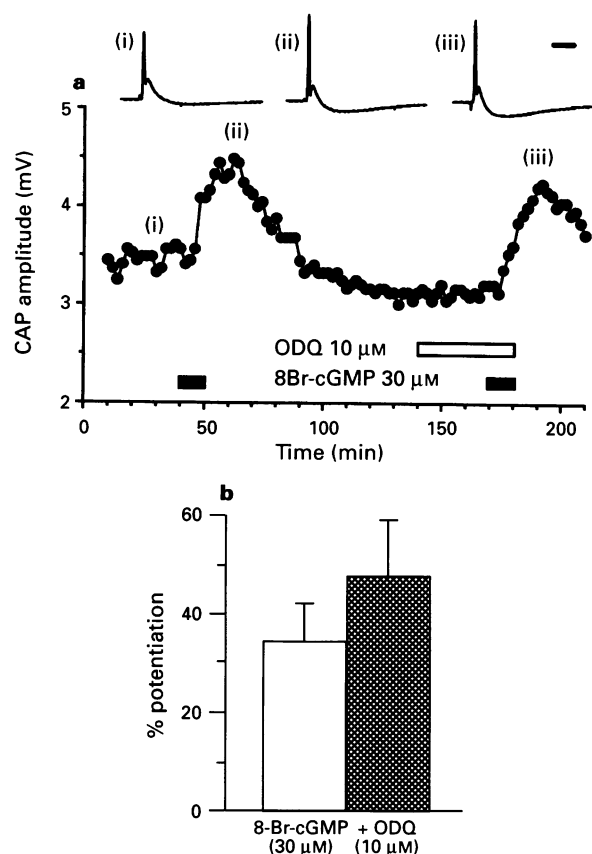 (i) (ii) (iii)
a
5
4
3
2
CAP amplitude (mV)
(i)
(ii)
(iii)
ODQ 10 μM
8Br-cGMP 30 μM
0 50 100 150 200
Time (min)
b
60
40
20
0
% potentiation
8-Br-cGMP + ODQ
(30 μM) (10 μM)